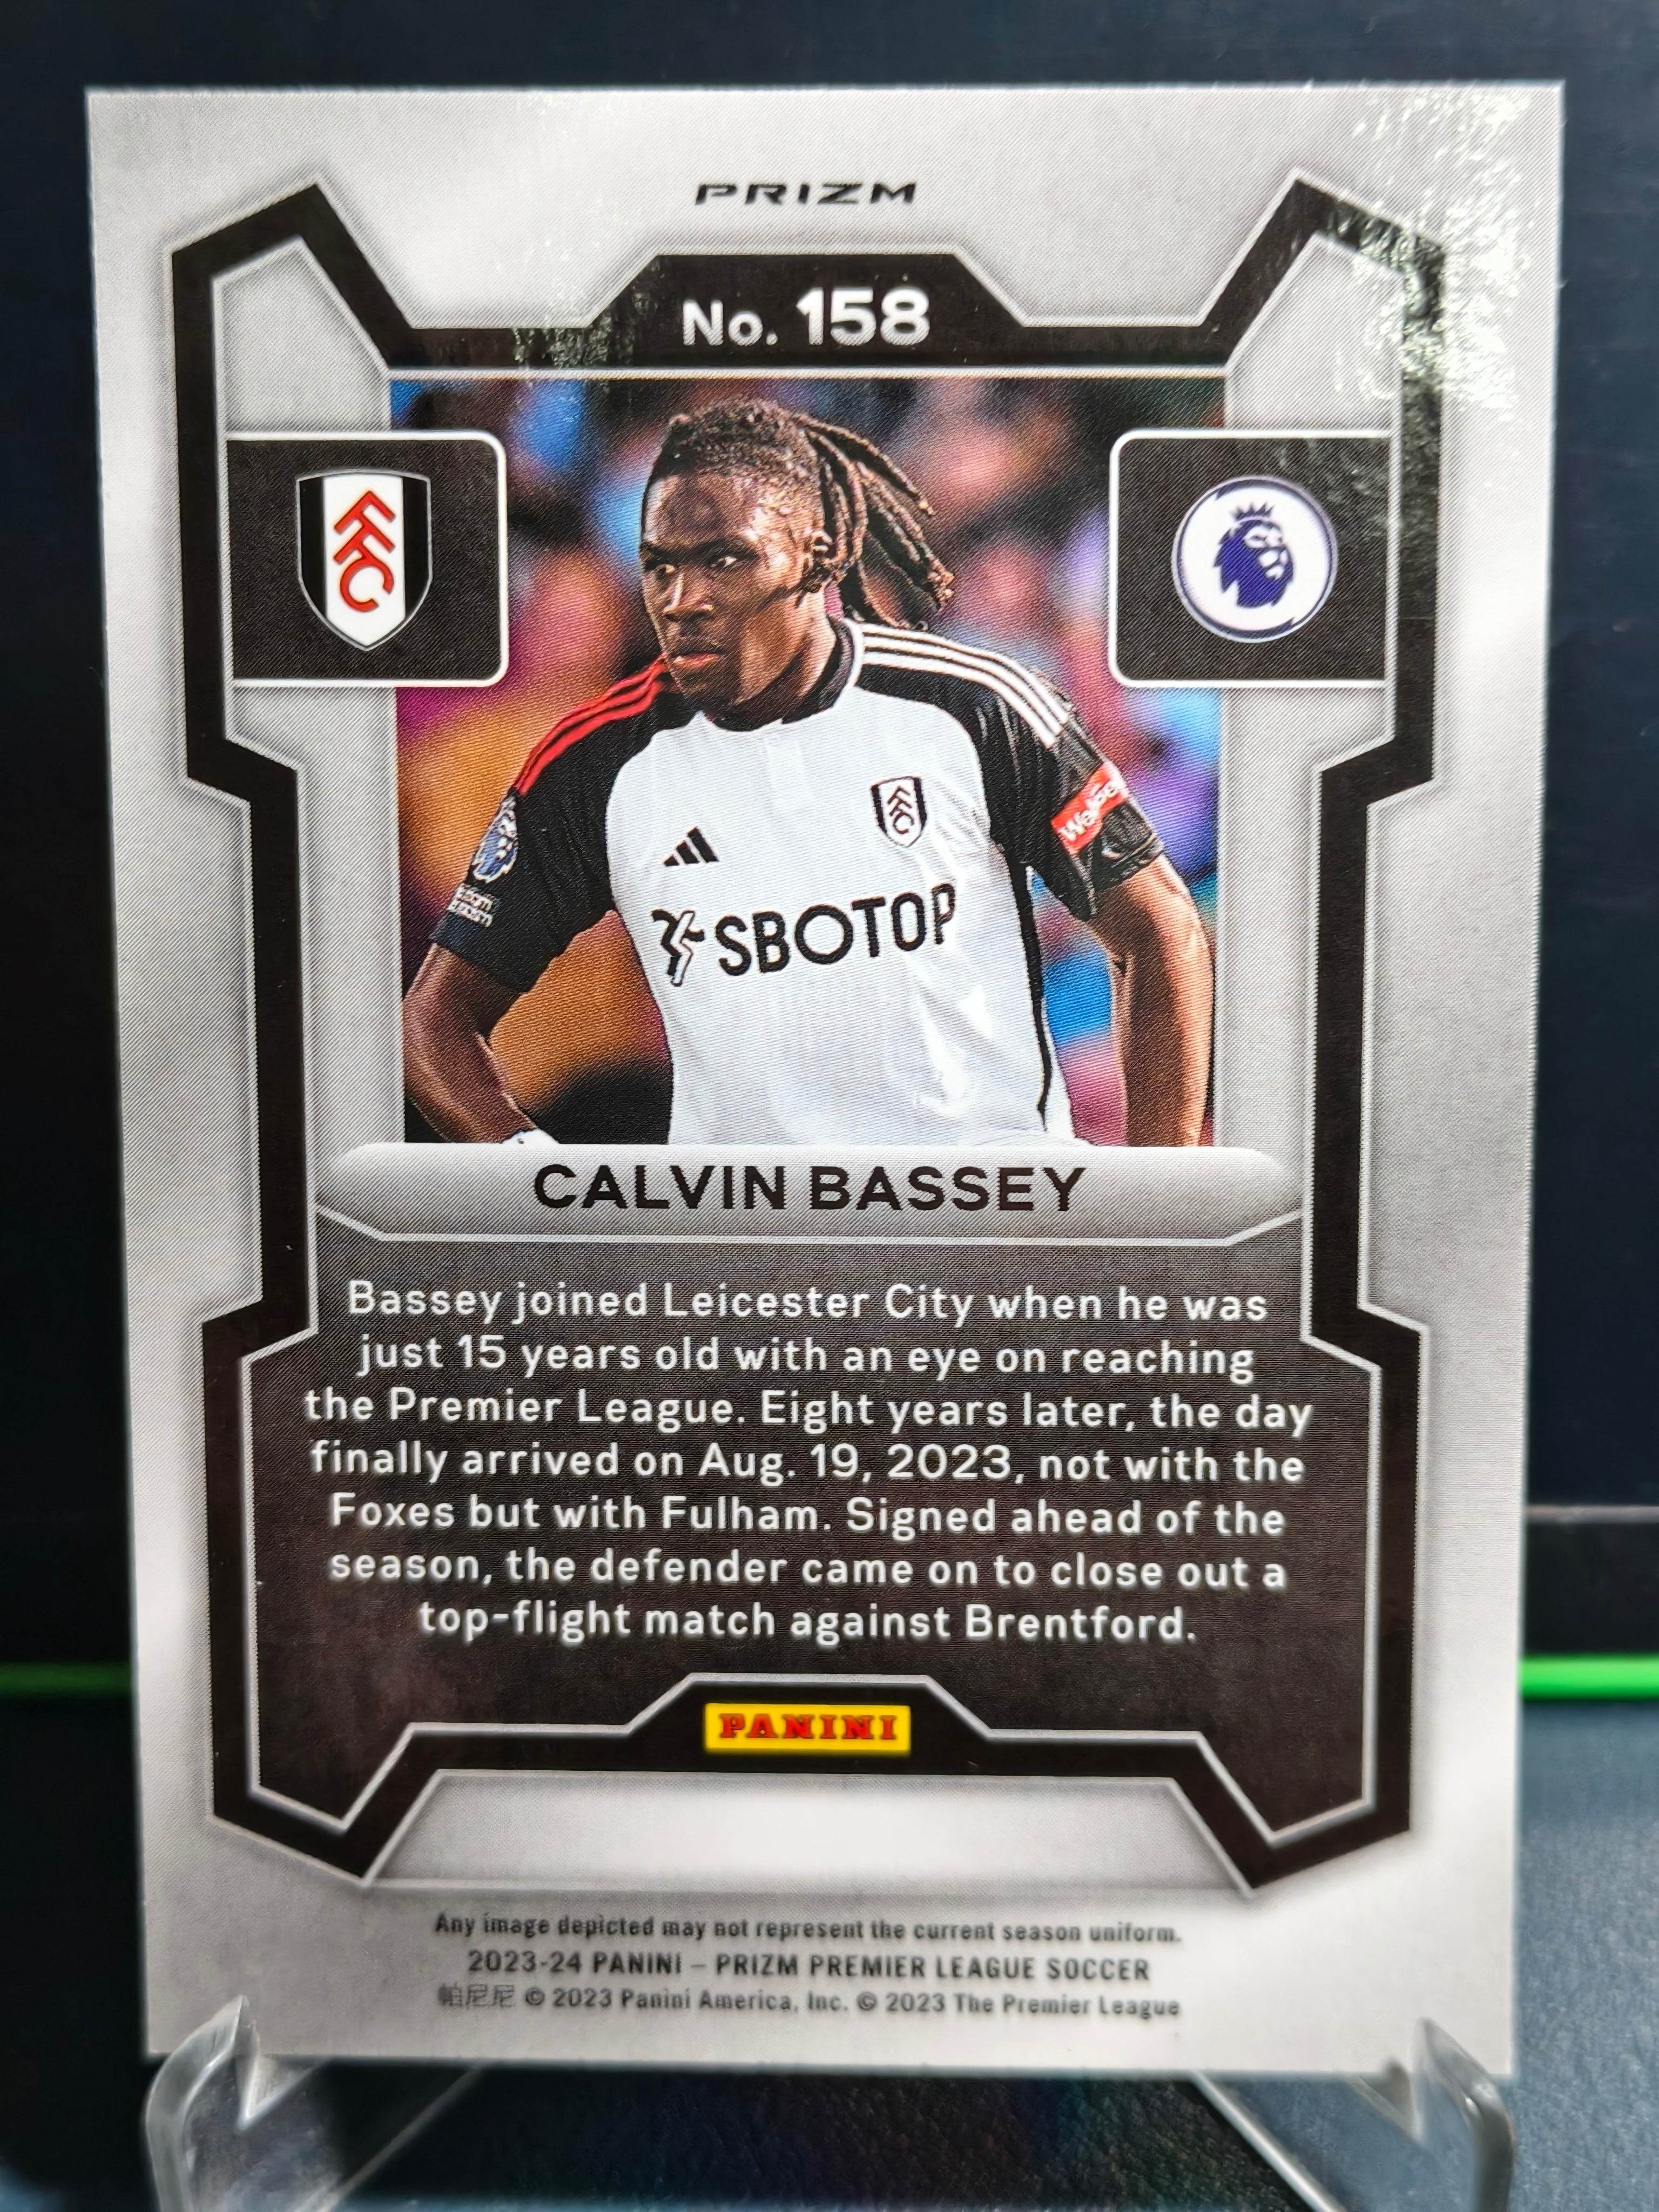 PRIZM
No. 158
FFC
SBOTOP
CALVIN BASSEY
Bassey joined Leicester City when he was
just 15 years old with an eye on reaching
the Premier League. Eight years later, the day
finally arrived on Aug. 19, 2023, not with the
Foxes but with Fulham. Signed ahead of the
season, the defender came on to close out a
top-flight match against Brentford.
PANINI
Any image depicted may not represent the current season uniform.
2023-24 PANINI – PRIZM PREMIER LEAGUE SOCCER
帕尼尼 © 2023 Panini America, Inc. © 2023 The Premier League